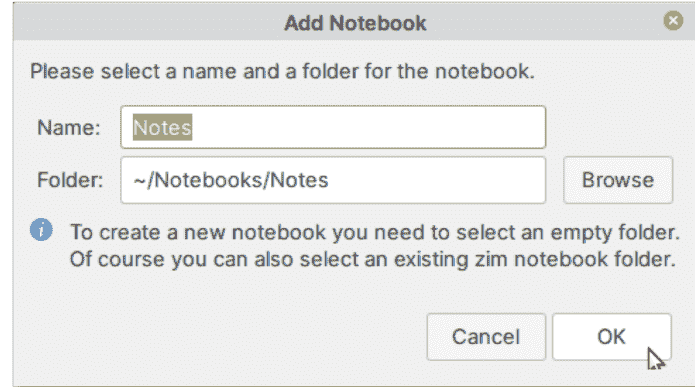 Add Notebook
Please select a name and a folder for the notebook.
Name: Notes
Folder: ~/Notebooks/Notes Browse
To create a new notebook you need to select an empty folder.
Of course you can also select an existing zim notebook folder.
Cancel OK